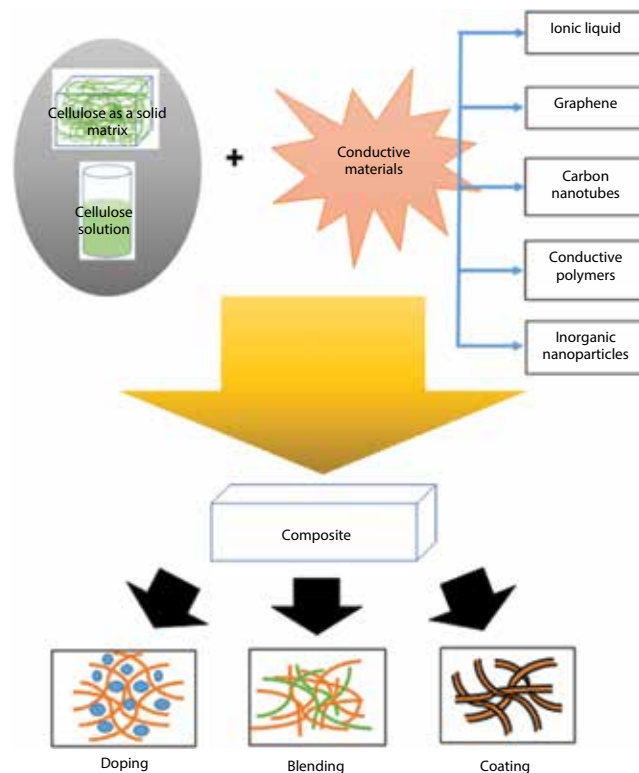 Cellulose as a solid
matrix
Cellulose
solution
+
Conductive
materials
Ionic liquid
Graphene
Carbon
nanotubes
Conductive
polymers
Inorganic
nanoparticles
Composite
Doping
Blending
Coating